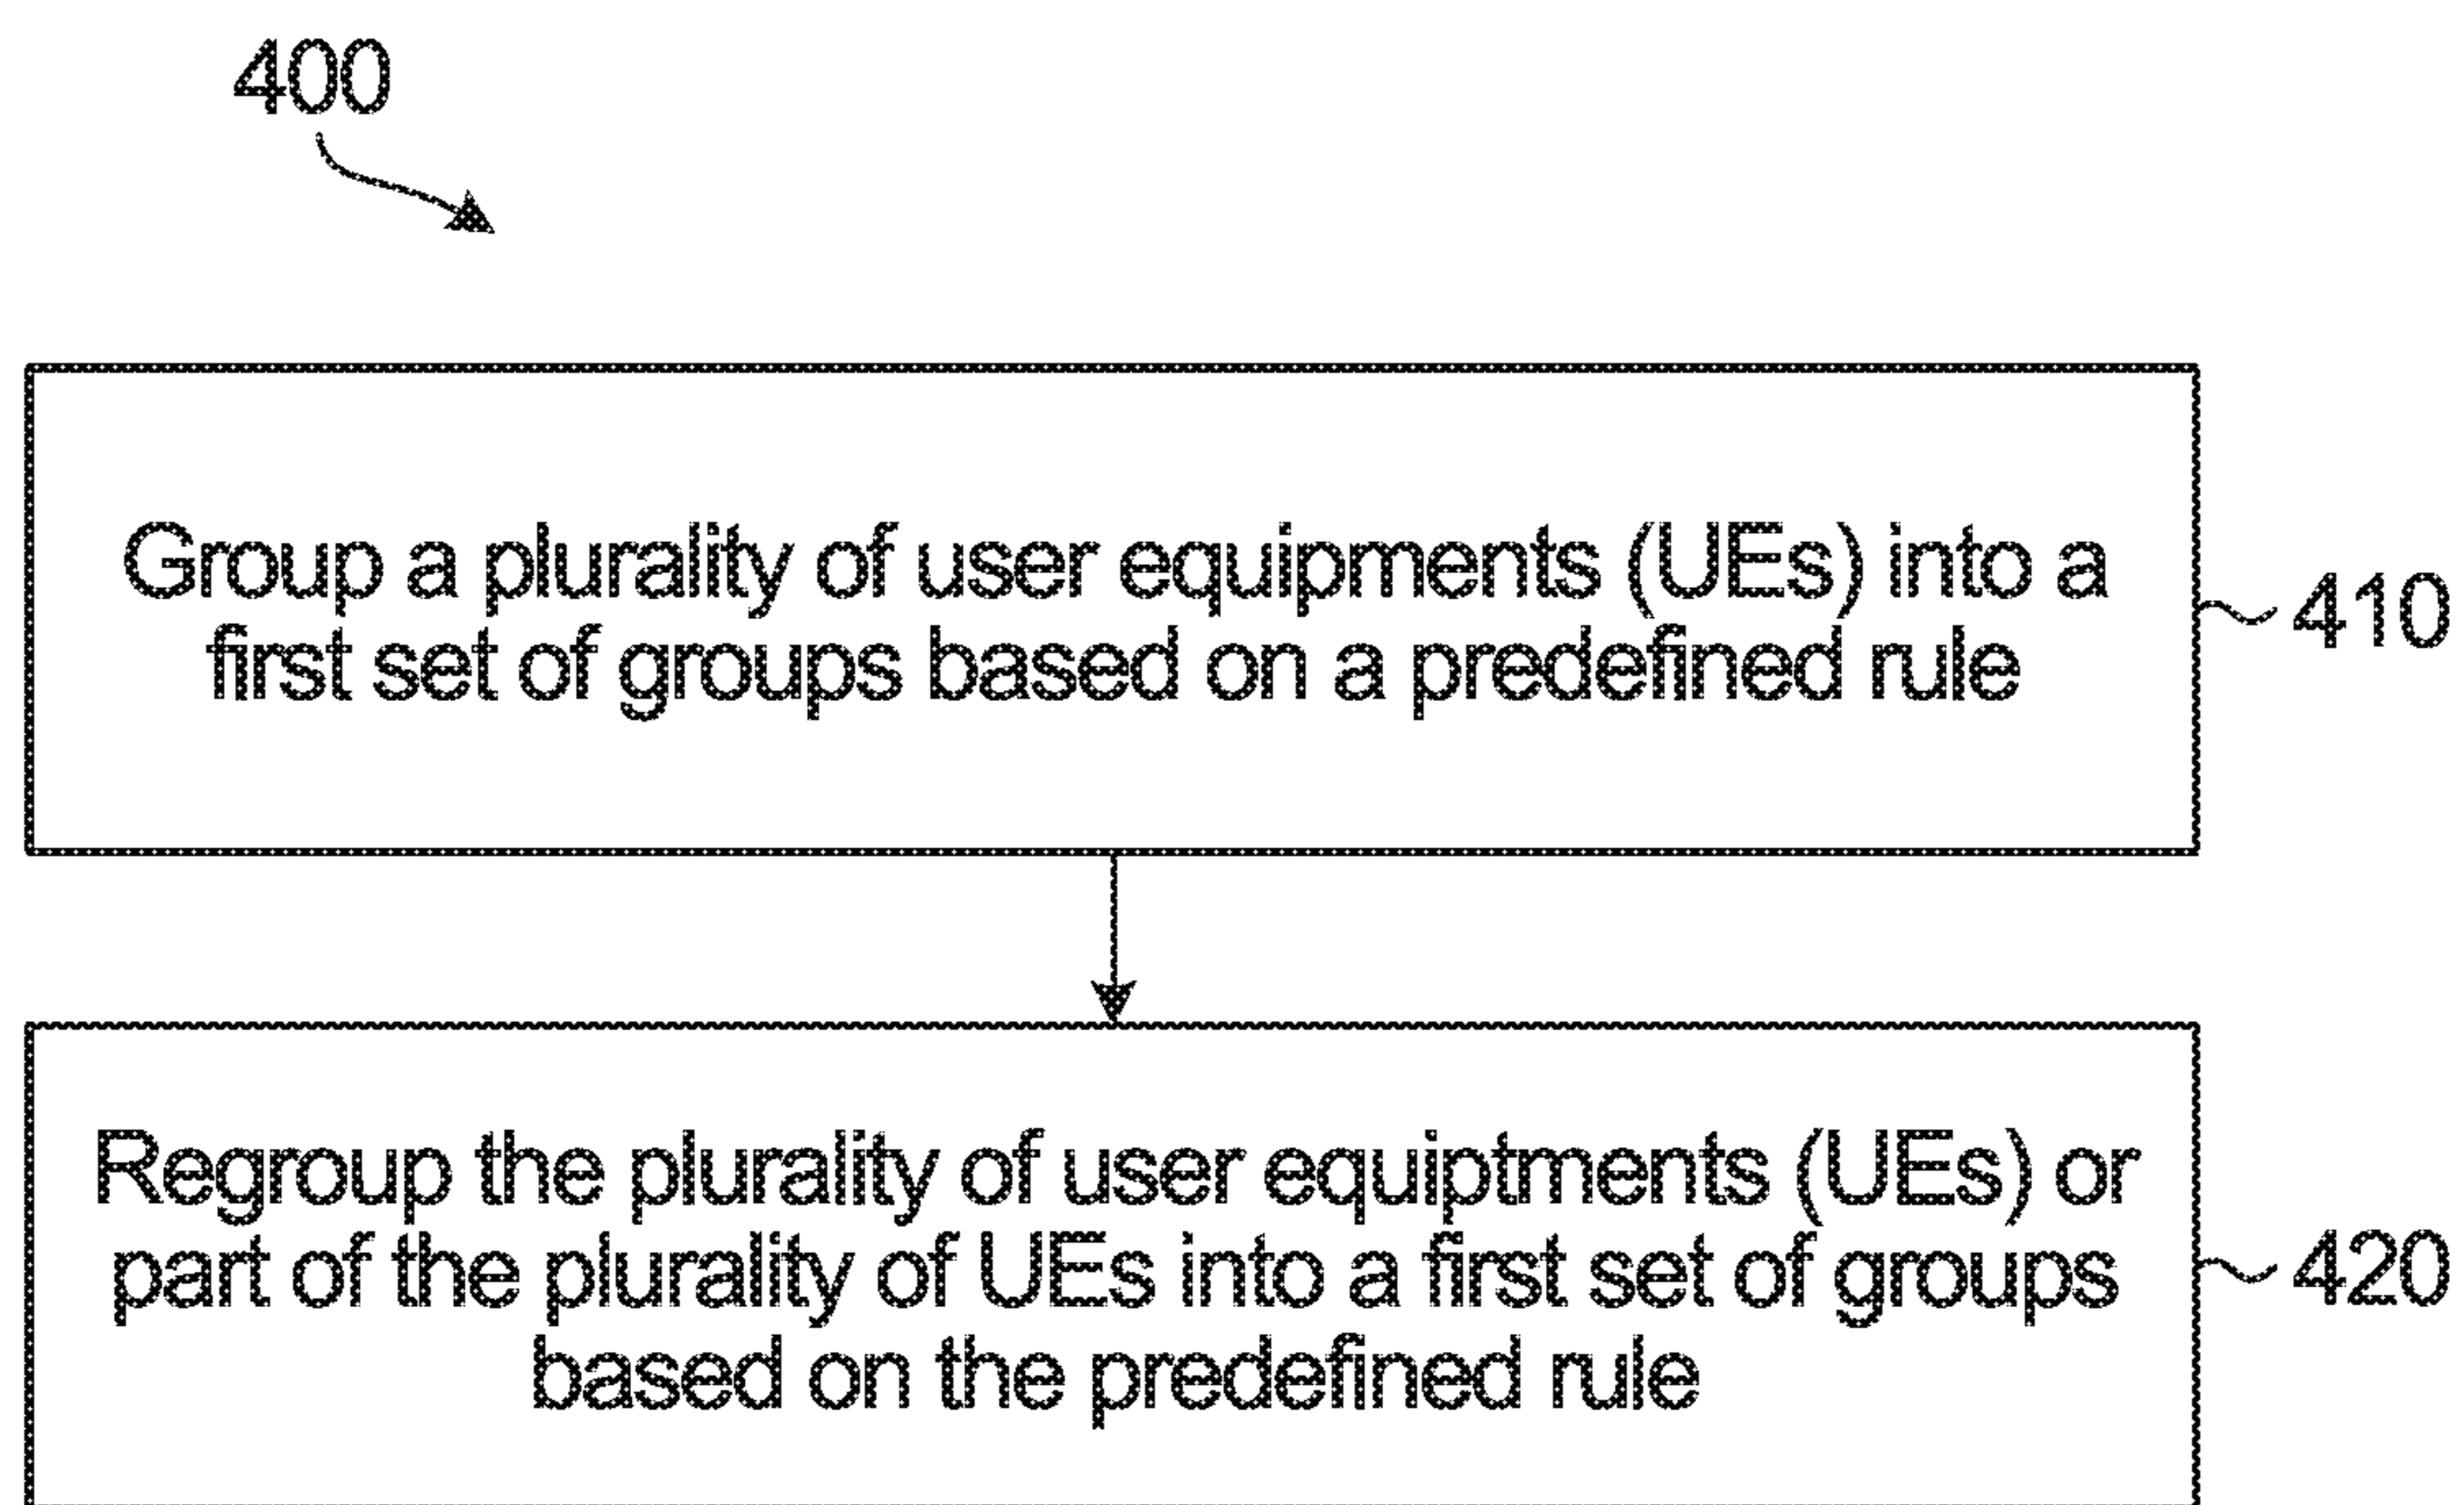 400
Group a plurality of user equipments (UEs) into a
first set of groups based on a predefined rule
410
Regroup the plurality of user equiptments (UEs) or
part of the plurality of UEs into a first set of groups
based on the predefined rule
420